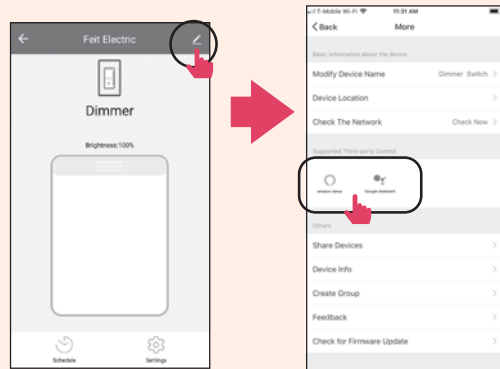 Feit Electric
Dimmer
Brightness:100%
Schedule
Settings
T-Mobile Wi-Fi
11:31 AM
Back
More
Basic information about the device
Modify Device Name
Dimmer Switch
Device Location
Check The Network
Check Now
Supported Third-party Control
amazon alexa
Google Assistant
Others
Share Devices
Device Info
Create Group
Feedback
Check for Firmware Update